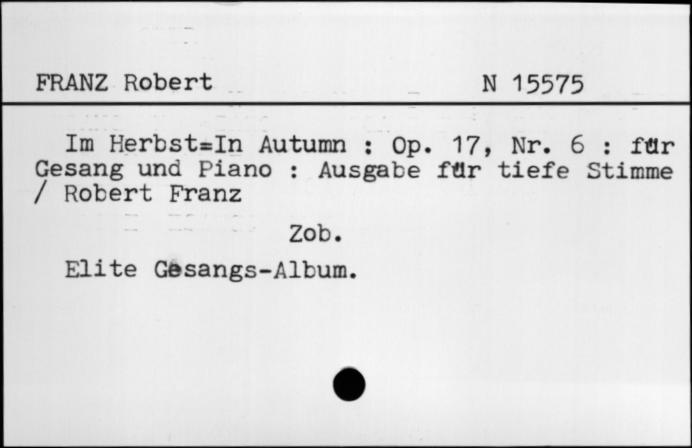 FRANZ Robert N 15575
Im Herbst=In Autumn : Op. 17, Nr. 6 : für
Gesang und Piano : Ausgabe für tiefe Stimme
/ Robert Franz
Zob.
Elite Gesangs-Album.